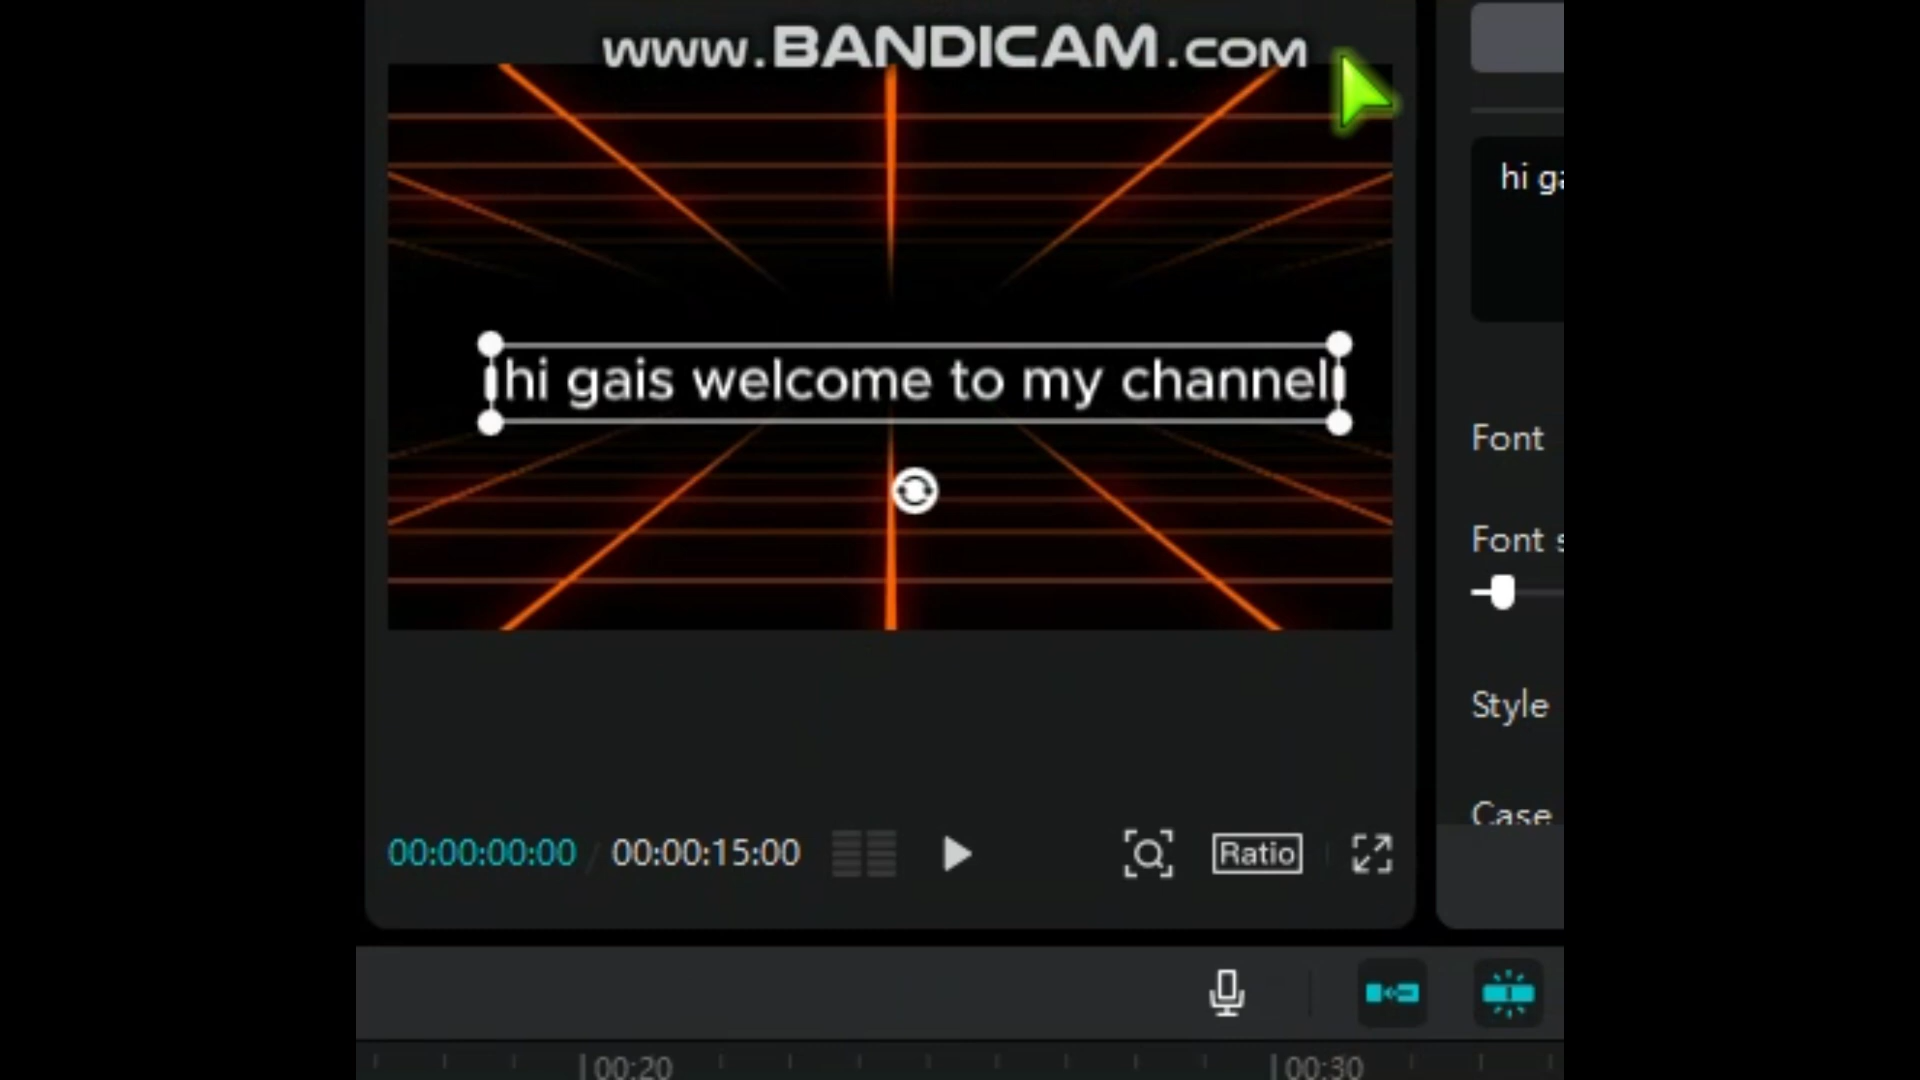 www.BANDICAM.COM
hi gais welcome to my channel
hi ga
Font
Font s
Style
Case
00:00:00:00 / 00:00:15:00
Ratio
00:20
00:30